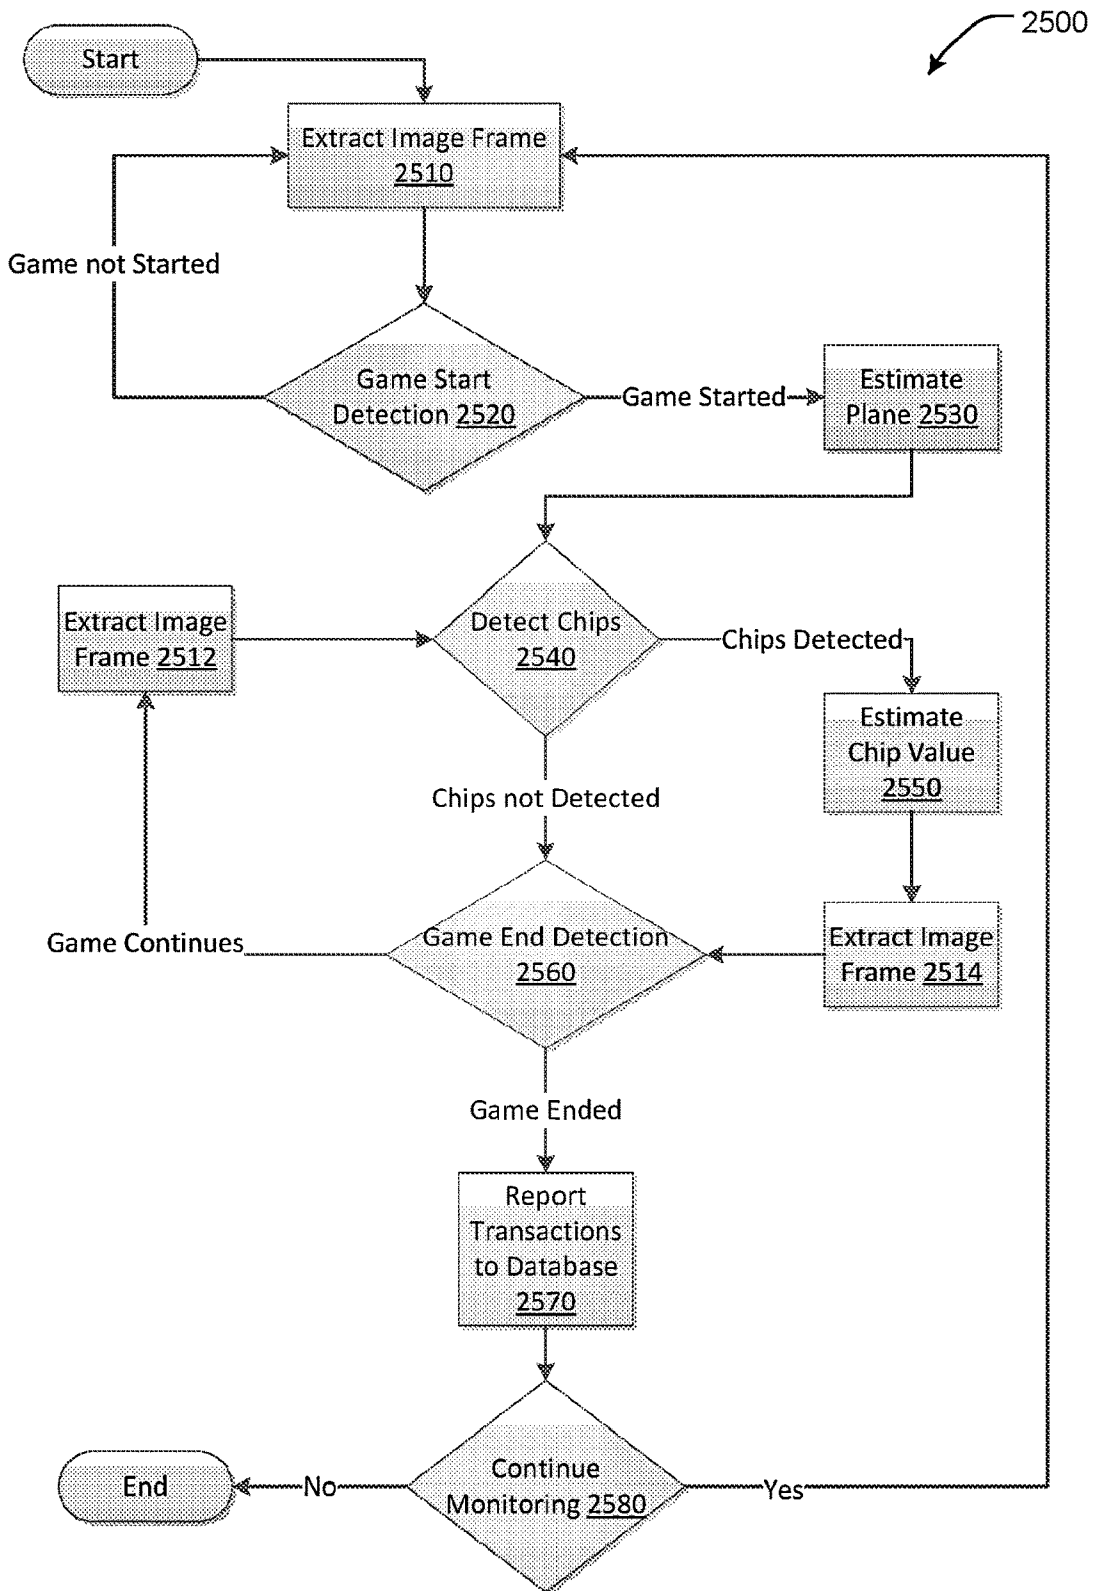 2500
Start
Extract Image Frame
2510
Game not Started
Game Start
Detection 2520
Game Started
Estimate
Plane 2530
Extract Image
Frame 2512
Detect Chips
2540
Chips Detected
Estimate
Chip Value
2550
Chips not Detected
Game Continues
Game End Detection
2560
Extract Image
Frame 2514
Game Ended
Report
Transactions
to Database
2570
End
No
Continue
Monitoring 2580
Yes